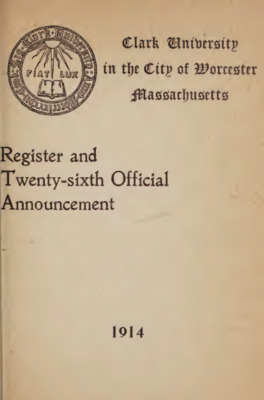 FIAT LUX
Clark University
in the City of Worcester
Massachusetts
Register and
Twenty-sixth Official
Announcement
1914